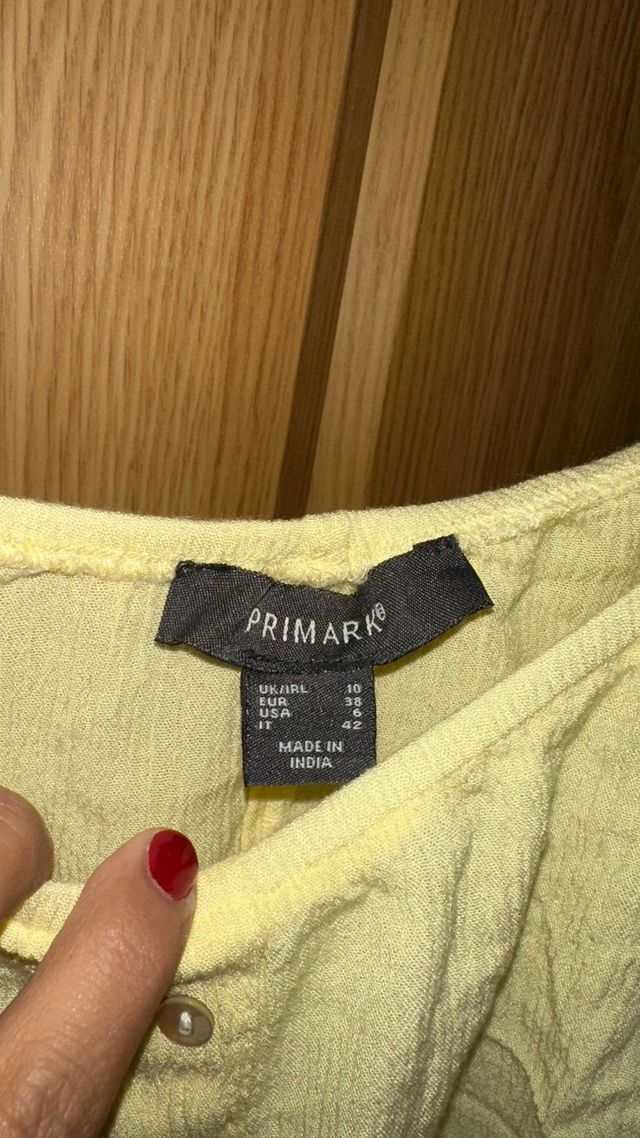 PRIMARK®
UK/IRL 10
EUR 38
USA 6
IT 42
MADE IN
INDIA